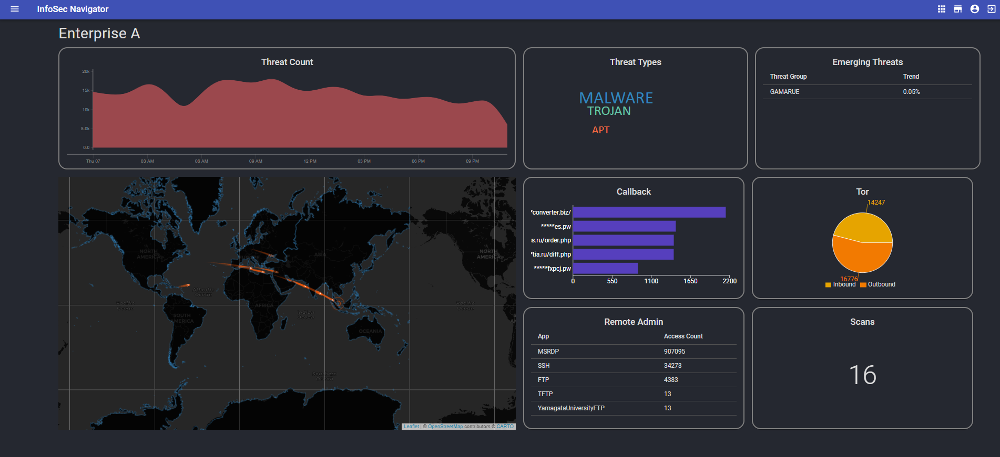 InfoSec Navigator
Enterprise A
Threat Count
20k
15k
10k
5.0k
0.0
Thu 07
03 AM
06 AM
09 AM
12 PM
03 PM
06 PM
09 PM
Threat Types
MALWARE
TROJAN
APT
Emerging Threats
Threat Group Trend
GAMARUE 0.05%
NORTH
AMERICA
EUROPE
ASIA
NORTH
AMERICA
Atlantic
Ocean
Pacific
Ocean
AFRICA
Indian
Ocean
Pacific
Ocean
SOUTH
AMERICA
OCEANIA
Southern
Ocean
Leaflet | © OpenStreetMap contributors © CARTO
Callback
*converter.biz/
*****es.pw
s.ru/order.php
*tia.ru/diff.php
*****fxpcj.pw
0 550 1100 1650 2200
Tor
14247
16776
Inbound Outbound
Remote Admin
App Access Count
MSRDP 907095
SSH 34273
FTP 4383
TFTP 13
YamagataUniversityFTP 13
Scans
16